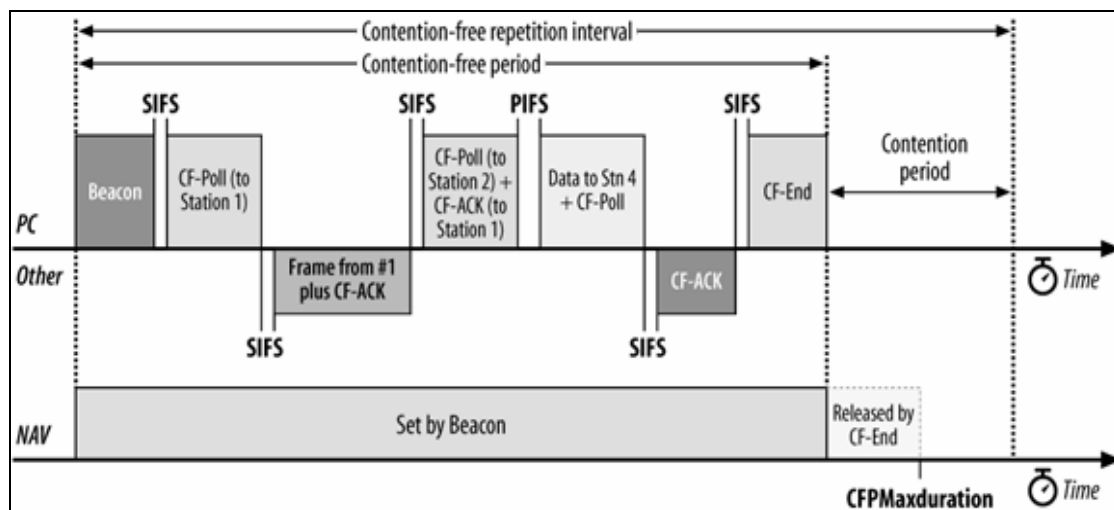 Contention-free repetition interval
Contention-free period
SIFS
SIFS
PIFS
SIFS
Beacon
CF-Poll (to
Station 1)
CF-Poll (to
Station 2) +
CF-ACK (to
Station 1)
Data to Stn 4
+ CF-Poll
CF-End
Contention
period
PC
Other
Frame from #1
plus CF-ACK
CF-ACK
Time
SIFS
SIFS
NAV
Set by Beacon
Released by
CF-End
CFPMaxduration
Time